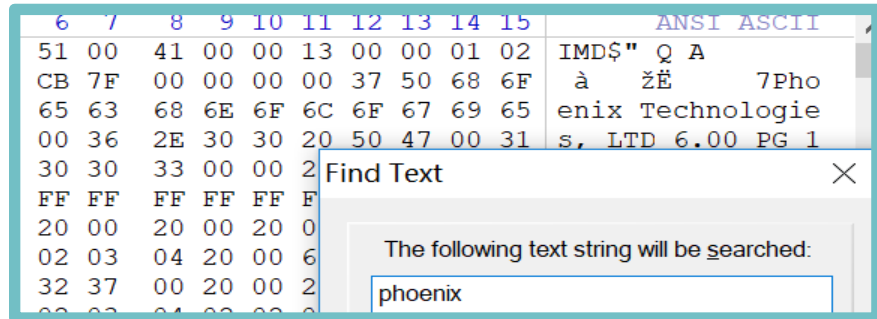 6 7 8 9 10 11 12 13 14 15 ANSI ASCII
51 00 41 00 00 13 00 00 01 02 IMD$" Q A
CB 7F 00 00 00 00 37 50 68 6F à žË 7Pho
65 63 68 6E 6F 6C 6F 67 69 65 enix Technologie
00 36 2E 30 30 20 50 47 00 31 s, LTD 6.00 PG 1
30 30 33 00 00
Find Text
FF FF FF FF FF
20 00 20 00 20
The following text string will be searched:
02 03 04 20 00
32 37 00 20 00
phoenix